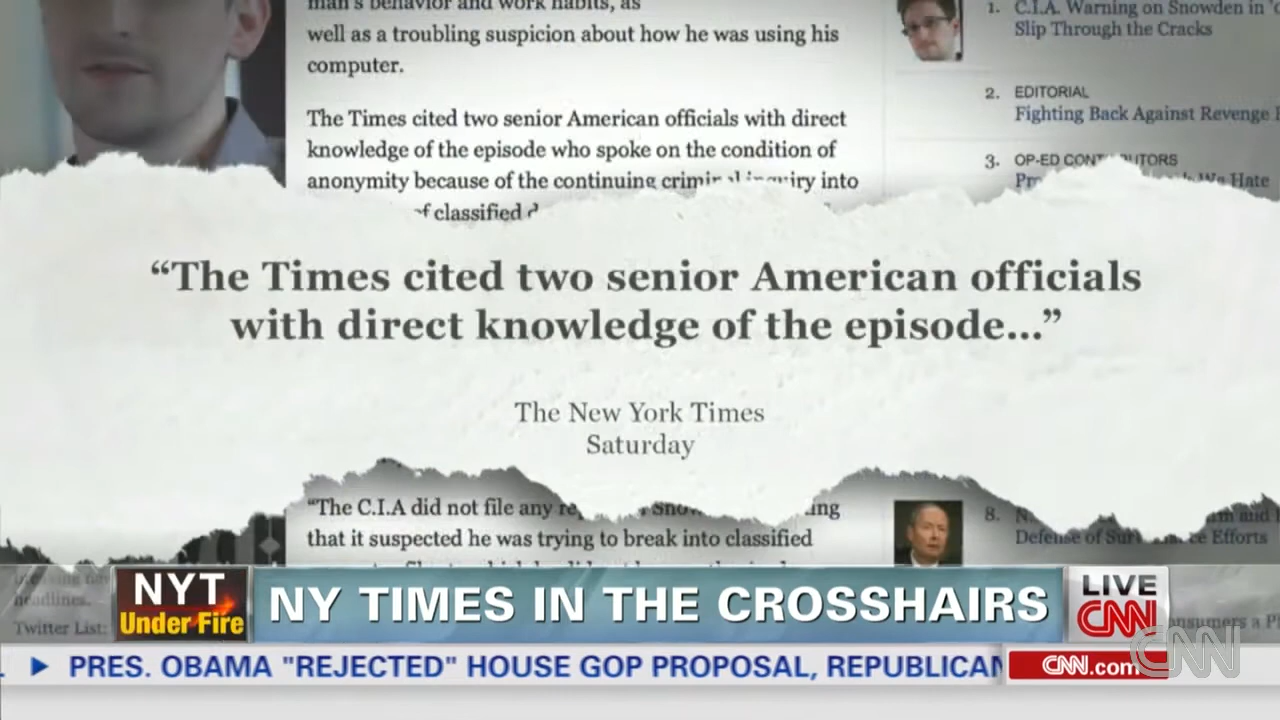 man's behavior and work habits, as
well as a troubling suspicion about how he was using his
computer.
The Times cited two senior American officials with direct
knowledge of the episode who spoke on the condition of
anonymity because of the continuing
classified
1. C.I.A. Warning on Snowden in
Slip Through the Cracks
2. EDITORIAL
Fighting Back Against Revenge
3. OP-ED
We Hate
“The Times cited two senior American officials
with direct knowledge of the episode...”
The New York Times
Saturday
“The C.I.A did not file any
that it suspected he was trying to break into classified
8.
Defense of Efforts
headlines.
Twitter List:
NYT
Under Fire
NY TIMES IN THE CROSSHAIRS
LIVE
CNN
PRES. OBAMA "REJECTED" HOUSE GOP PROPOSAL, REPUBLICAN
CNN.com
CNN